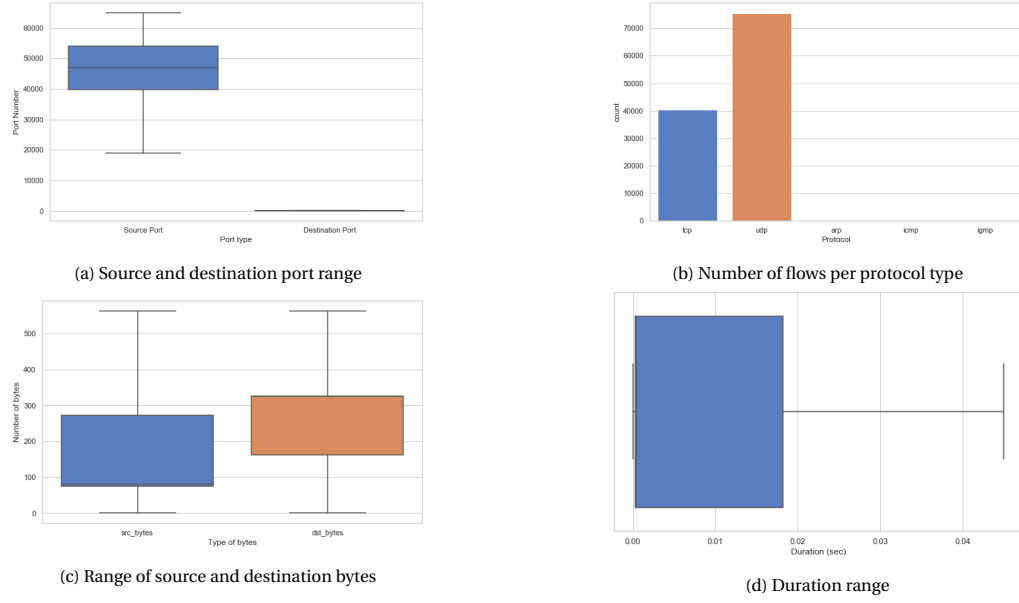 60000
50000
40000
30000
20000
10000
0
Port Number
Source Port
Destination Port
Port type
(a) Source and destination port range
70000
60000
50000
40000
30000
20000
10000
0
count
tcp
udp
arp
icmp
igmp
Protocol
(b) Number of flows per protocol type
500
400
300
200
100
0
Number of bytes
src_bytes
dst_bytes
Type of bytes
(c) Range of source and destination bytes
0.00
0.01
0.02
0.03
0.04
Duration (sec)
(d) Duration range